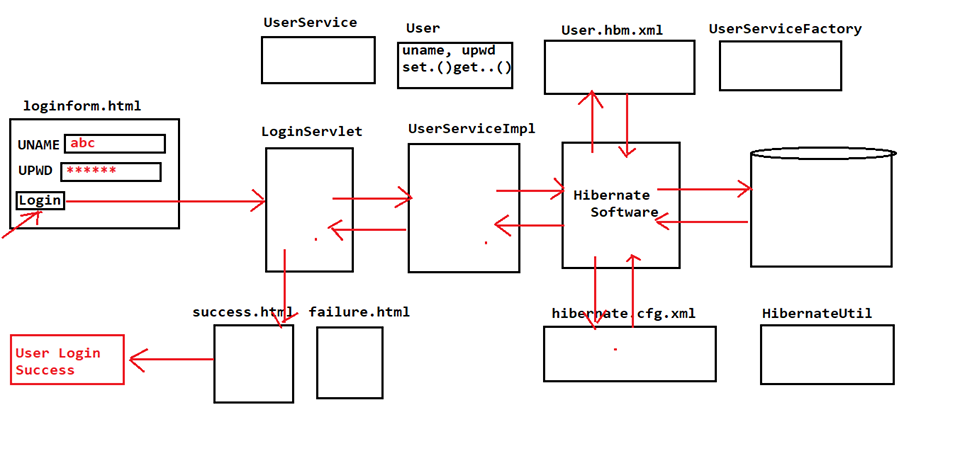 UserService
User
User.hbm.xml
UserServiceFactory
uname, upwd
set.()get..()
loginform.html
UNAME abc
UPWD ******
Login
LoginServlet
UserServiceImpl
Hibernate
Software
success.html
failure.html
hibernate.cfg.xml
HibernateUtil
User Login
Success